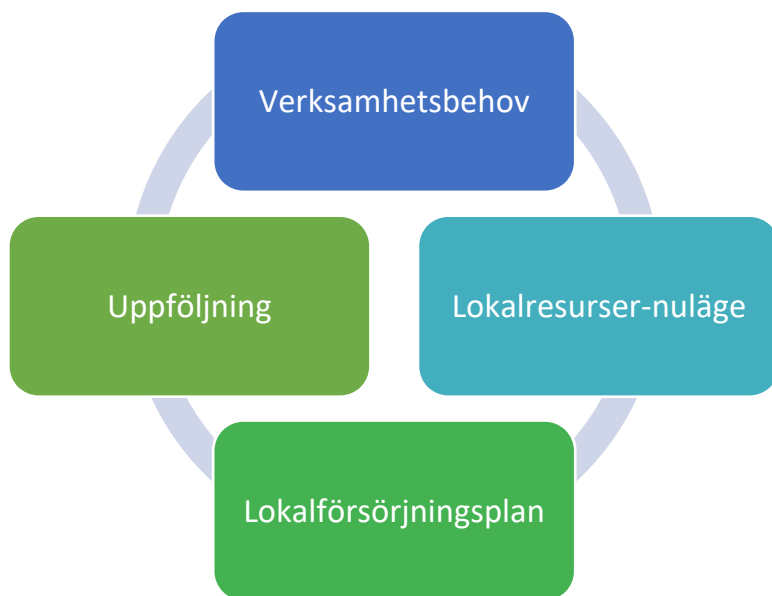 Verksamhetsbehov
Uppföljning
Lokalresurser-nuläge
Lokalförsörjningsplan